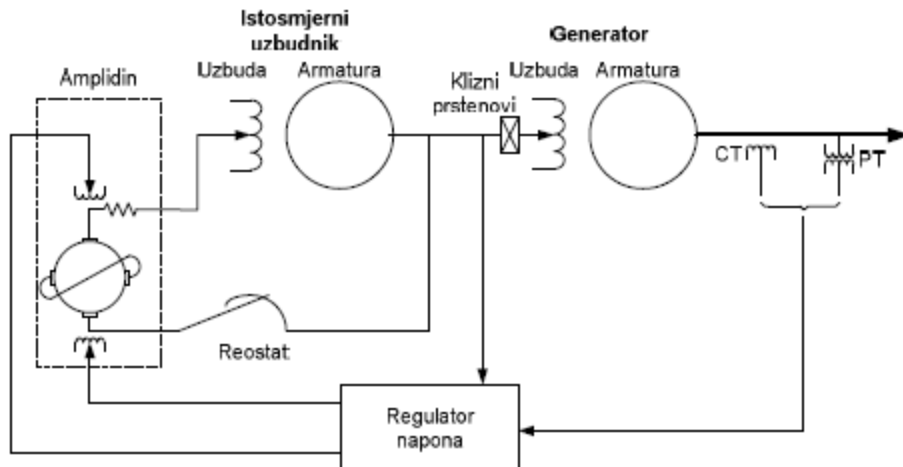 Istosmjerni
uzbudnik
Generator
Amplidin
Uzbuda
Armatura
Klizni
prstenovi
Uzbuda
Armatura
CT
PT
Reostat
Regulator
napona